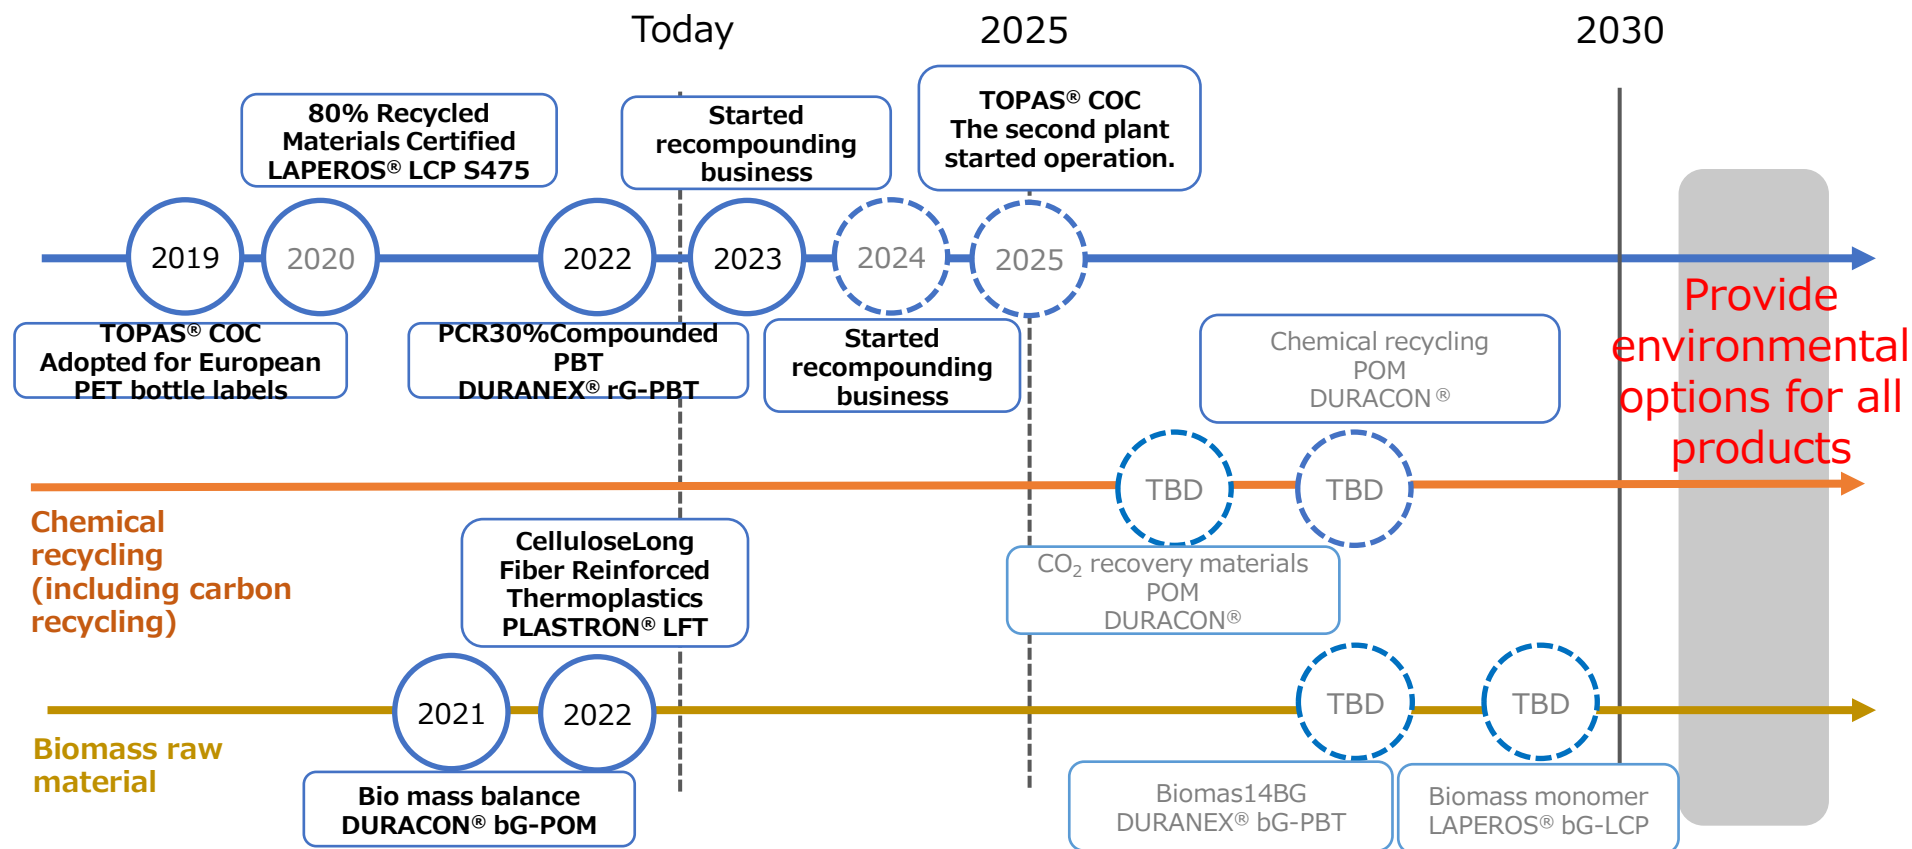 Today
2025
2030
80% Recycled
Materials Certified
LAPEROS® LCP S475
Started
recompounding
business
TOPAS® COC
The second plant
started operation.
2019
2020
2022
2023
2024
2025
TOPAS® COC
Adopted for European
PET bottle labels
PCR30%Compounded
PBT
DURANEX® rG-PBT
Started
recompounding
business
Chemical recycling
POM
DURACON®
Provide
environmental
options for all
products
TBD
TBD
Chemical
recycling
(including carbon
recycling)
CelluloseLong
Fiber Reinforced
Thermoplastics
PLASTRON® LFT
CO₂ recovery materials
POM
DURACON®
2021
2022
TBD
TBD
Biomass raw
material
Bio mass balance
DURACON® bG-POM
Biomas14BG
DURANEX® bG-PBT
Biomass monomer
LAPEROS® bG-LCP